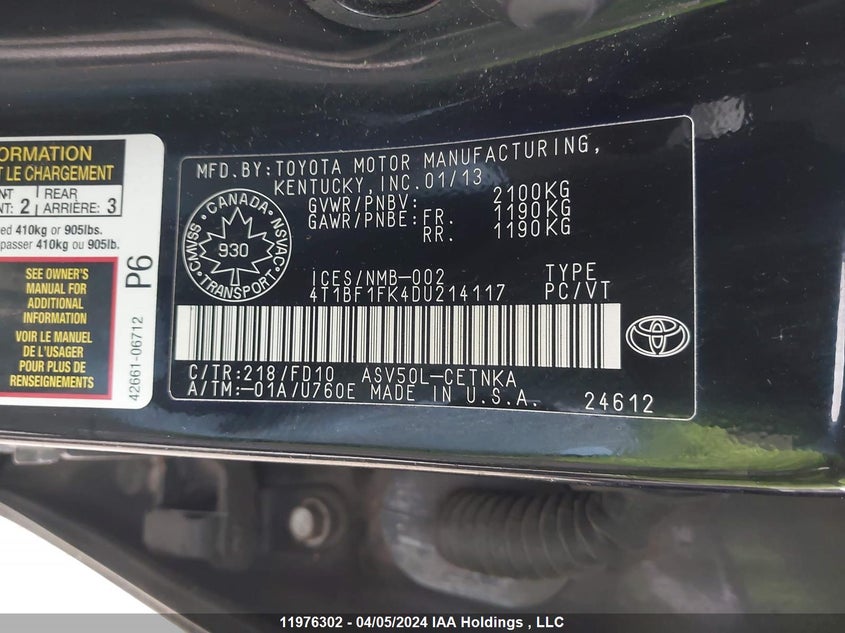 ORMATION
T LE CHARGEMENT
NT
NT: 2
REAR
ARRIÈRE: 3
ed 410kg or 905lbs.
passer 410kg ou 905lb.
SEE OWNER'S
MANUAL FOR
ADDITIONAL
INFORMATION
VOIR LE MANUEL
DE L'USAGER
POUR PLUS DE
RENSEIGNEMENTS
P6
42661-06712
MFD.BY:TOYOTA MOTOR MANUFACTURING,
KENTUCKY,INC.01/13
GVWR/PNBV: 2100KG
GAWR/PNBE:FR. 1190KG
RR. 1190KG
CANADA
CMVSS
NSVAC
930
TRANSPORT
ICES/NMB-002 TYPE
4T1BF1FK4DU214117 PC/VT
C/TR:218/FD10 ASV50L-CETNKA
A/TM:-01A/U760E MADE IN U.S.A. 24612
11976302 - 04/05/2024 IAA Holdings , LLC